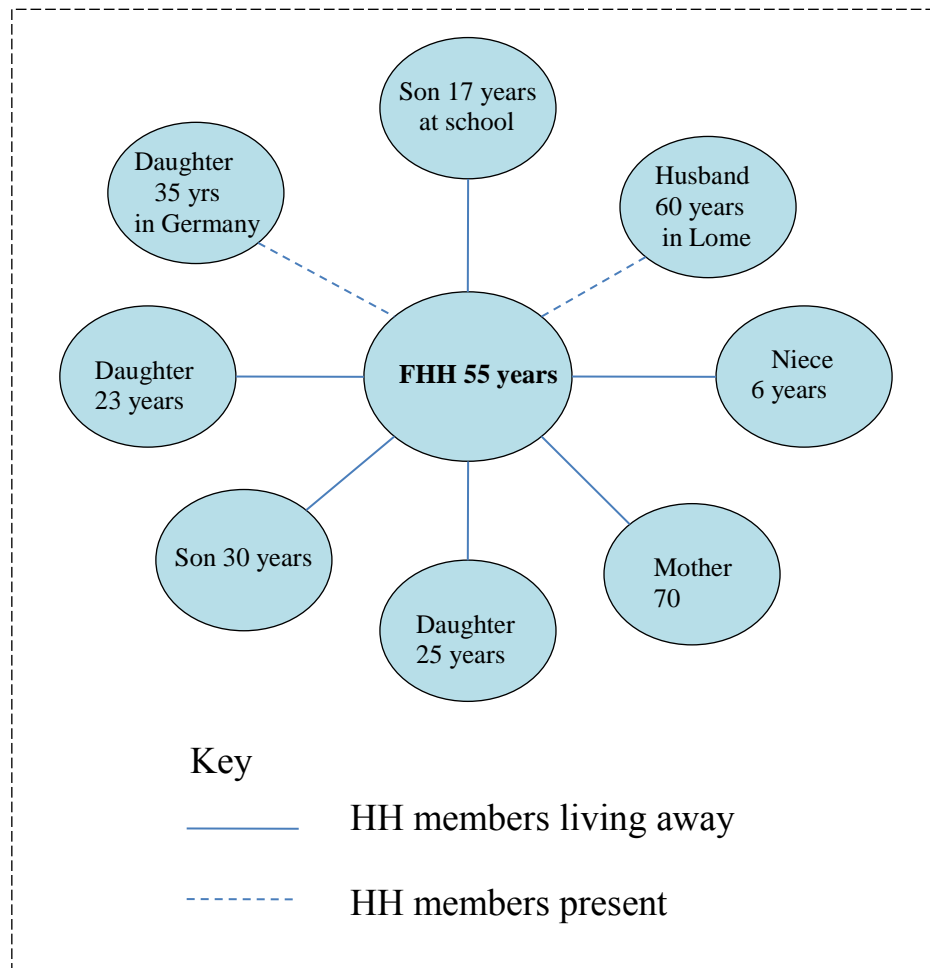 Son 17 years
at school
Daughter
35 yrs
in Germany
Husband
60 years
in Lome
Daughter
23 years
FHH 55 years
Niece
6 years
Son 30 years
Daughter
25 years
Mother
70
Key
HH members living away
HH members present